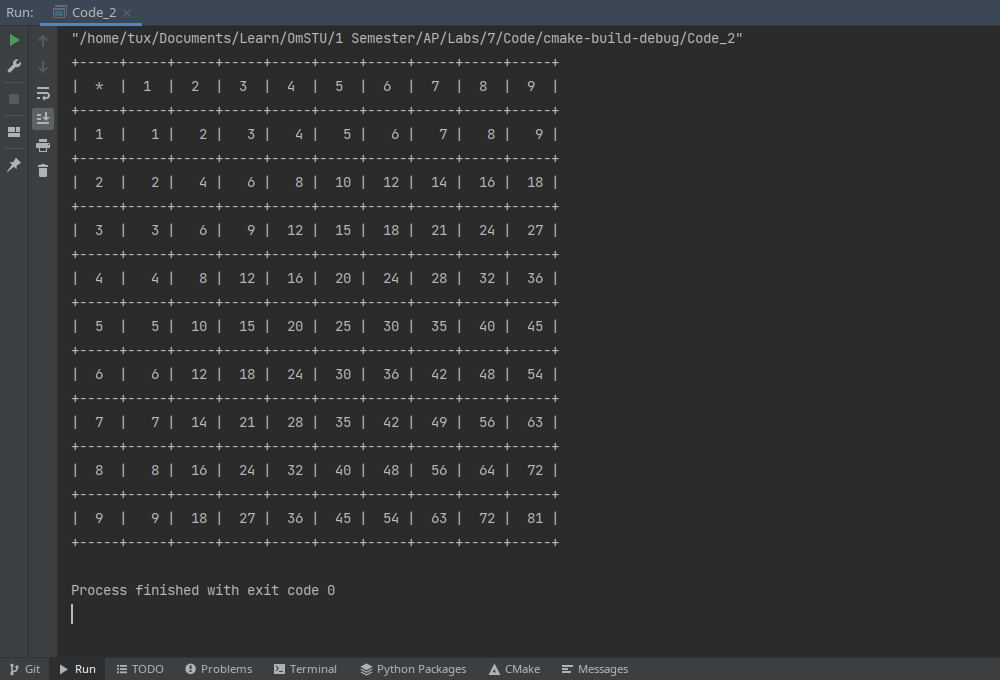 Run: Code_2
"/home/tux/Documents/Learn/OmSTU/1 Semester/AP/Labs/7/Code/cmake-build-debug/Code_2"
+-----+-----+-----+-----+-----+-----+-----+-----+-----+-----+
|  *  |  1  |  2  |  3  |  4  |  5  |  6  |  7  |  8  |  9  |
+-----+-----+-----+-----+-----+-----+-----+-----+-----+-----+
|  1  |   1 |   2 |   3 |   4 |   5 |   6 |   7 |   8 |   9 |
+-----+-----+-----+-----+-----+-----+-----+-----+-----+-----+
|  2  |   2 |   4 |   6 |   8 |  10 |  12 |  14 |  16 |  18 |
+-----+-----+-----+-----+-----+-----+-----+-----+-----+-----+
|  3  |   3 |   6 |   9 |  12 |  15 |  18 |  21 |  24 |  27 |
+-----+-----+-----+-----+-----+-----+-----+-----+-----+-----+
|  4  |   4 |   8 |  12 |  16 |  20 |  24 |  28 |  32 |  36 |
+-----+-----+-----+-----+-----+-----+-----+-----+-----+-----+
|  5  |   5 |  10 |  15 |  20 |  25 |  30 |  35 |  40 |  45 |
+-----+-----+-----+-----+-----+-----+-----+-----+-----+-----+
|  6  |   6 |  12 |  18 |  24 |  30 |  36 |  42 |  48 |  54 |
+-----+-----+-----+-----+-----+-----+-----+-----+-----+-----+
|  7  |   7 |  14 |  21 |  28 |  35 |  42 |  49 |  56 |  63 |
+-----+-----+-----+-----+-----+-----+-----+-----+-----+-----+
|  8  |   8 |  16 |  24 |  32 |  40 |  48 |  56 |  64 |  72 |
+-----+-----+-----+-----+-----+-----+-----+-----+-----+-----+
|  9  |   9 |  18 |  27 |  36 |  45 |  54 |  63 |  72 |  81 |
+-----+-----+-----+-----+-----+-----+-----+-----+-----+-----+
Process finished with exit code 0
Git Run TODO Problems Terminal Python Packages CMake Messages